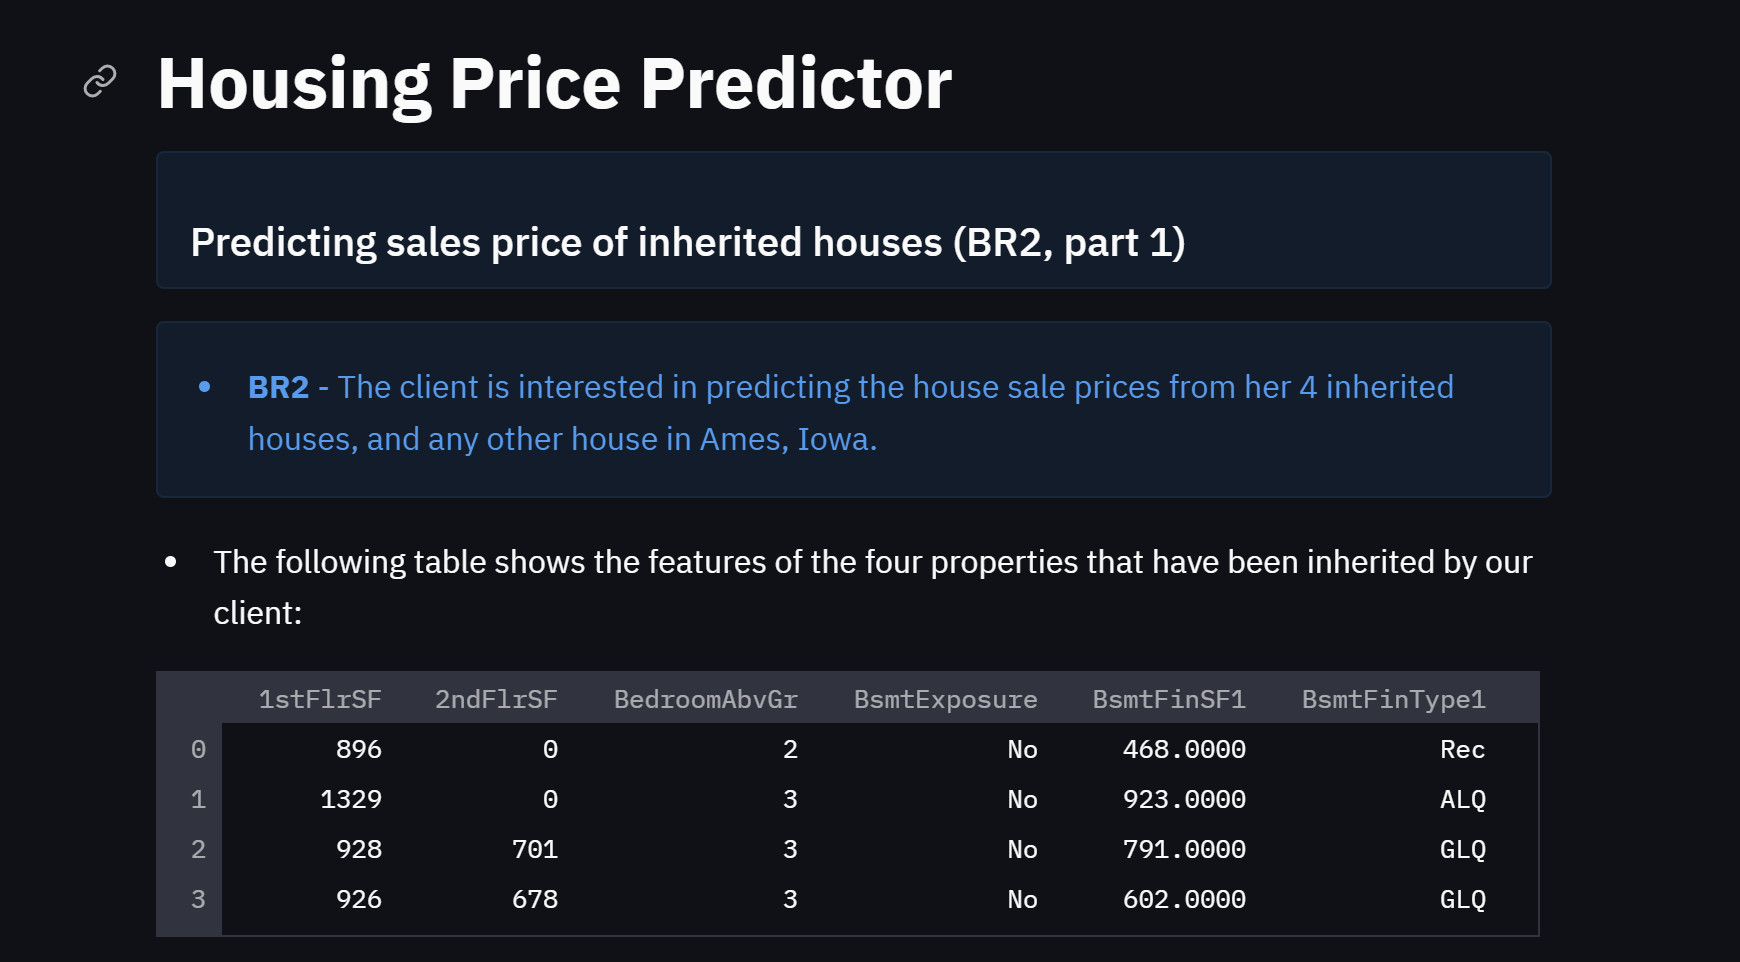 Housing Price Predictor
Predicting sales price of inherited houses (BR2, part 1)
• BR2 - The client is interested in predicting the house sale prices from her 4 inherited
houses, and any other house in Ames, Iowa.
• The following table shows the features of the four properties that have been inherited by our
client:
1stFlrSF 2ndFlrSF BedroomAbvGr BsmtExposure BsmtFinSF1 BsmtFinType1
0 896 0 2 No 468.0000 Rec
1 1329 0 3 No 923.0000 ALQ
2 928 701 3 No 791.0000 GLQ
3 926 678 3 No 602.0000 GLQ